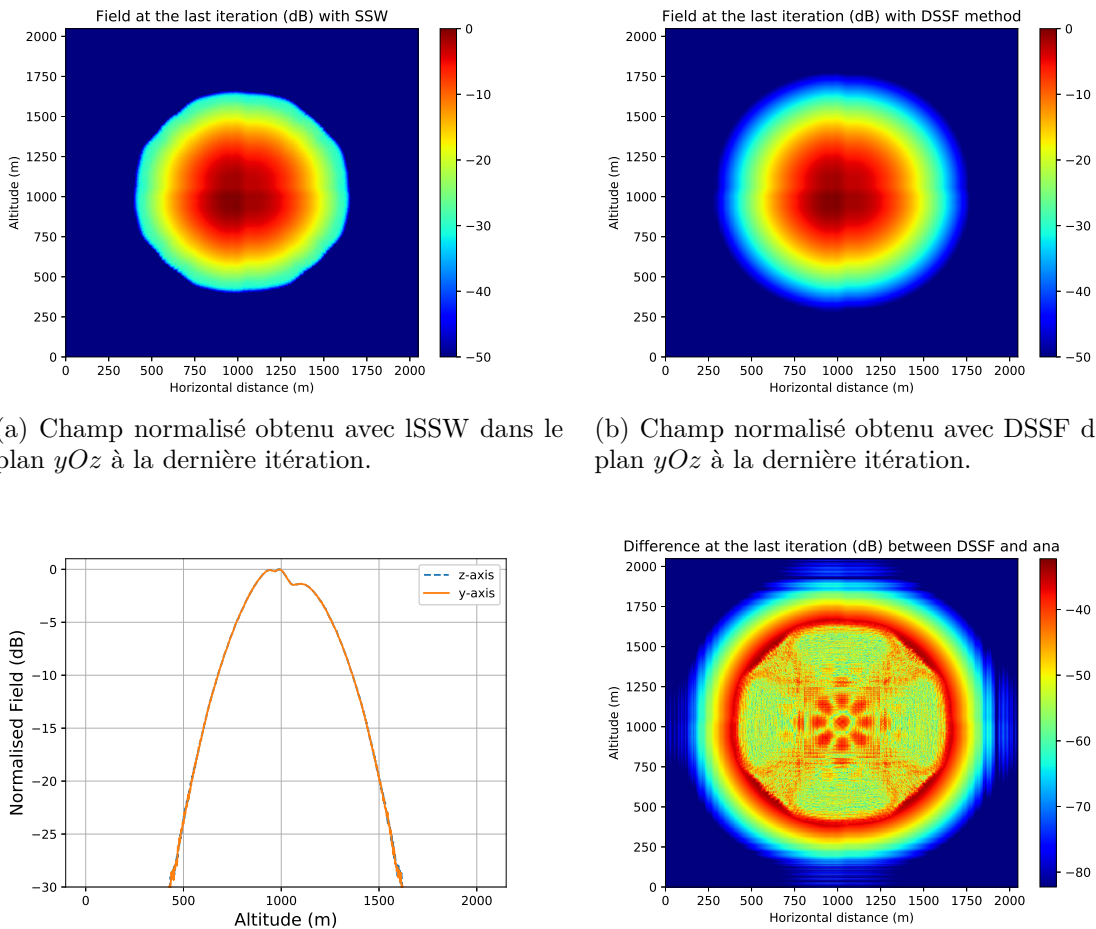 Field at the last iteration (dB) with SSW
2000
1750
1500
1250
1000
750
500
250
0
Altitude (m)
0 250 500 750 1000 1250 1500 1750 2000
Horizontal distance (m)
0
−10
−20
−30
−40
−50
Field at the last iteration (dB) with DSSF method
2000
1750
1500
1250
1000
750
500
250
0
Altitude (m)
0 250 500 750 1000 1250 1500 1750 2000
Horizontal distance (m)
0
−10
−20
−30
−40
−50
a) Champ normalisé obtenu avec lSSW dans le
plan yOz à la dernière itération.
(b) Champ normalisé obtenu avec DSSF d
plan yOz à la dernière itération.
0
−5
−10
−15
−20
−25
−30
Normalised Field (dB)
z-axis
y-axis
0 500 1000 1500 2000
Altitude (m)
Difference at the last iteration (dB) between DSSF and ana
2000
1750
1500
1250
1000
750
500
250
0
Altitude (m)
0 250 500 750 1000 1250 1500 1750 2000
Horizontal distance (m)
−40
−50
−60
−70
−80